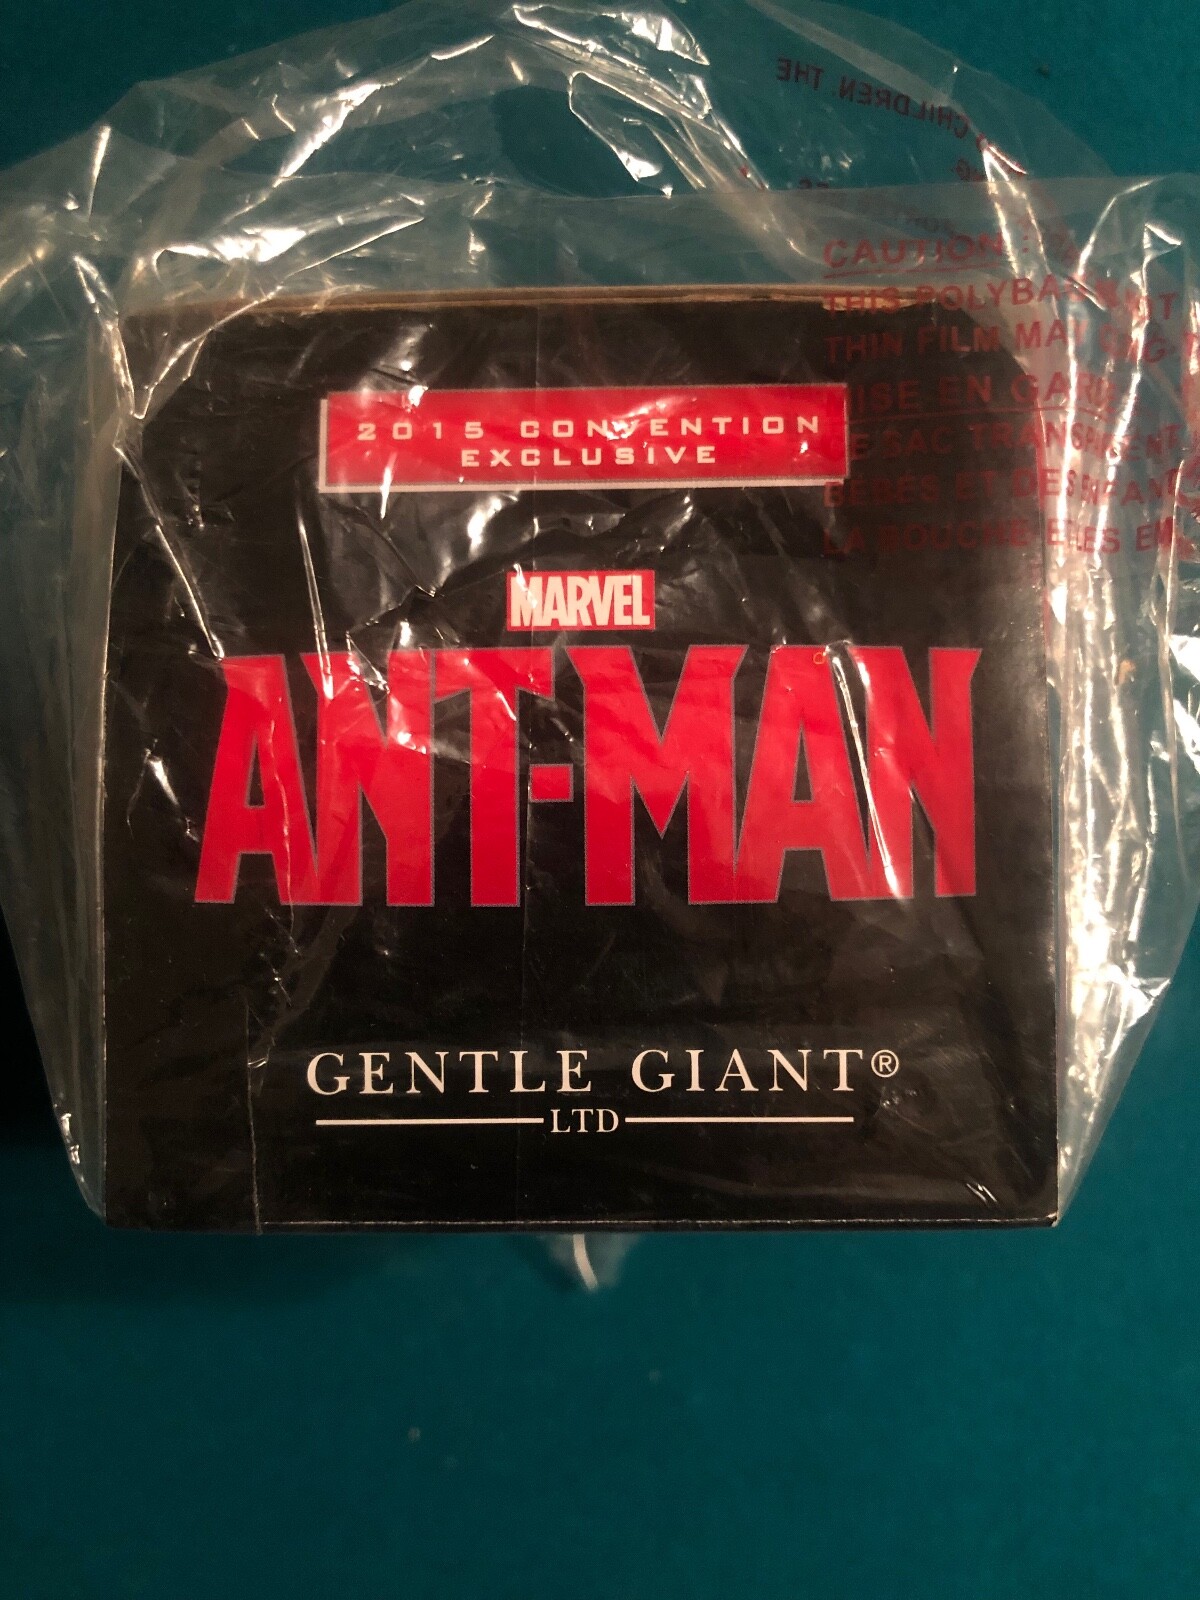 CHILDREN. THE
CAUTION:
THIS POLYBAG
THIN FILM MAY
MISE EN GARDE
CE SAC TRANSPARENT
BÉBÉS ET DES ENFANTS
LA BOUCHE
2015 CONVENTION
EXCLUSIVE
MARVEL
ANT-MAN
GENTLE GIANT®
LTD